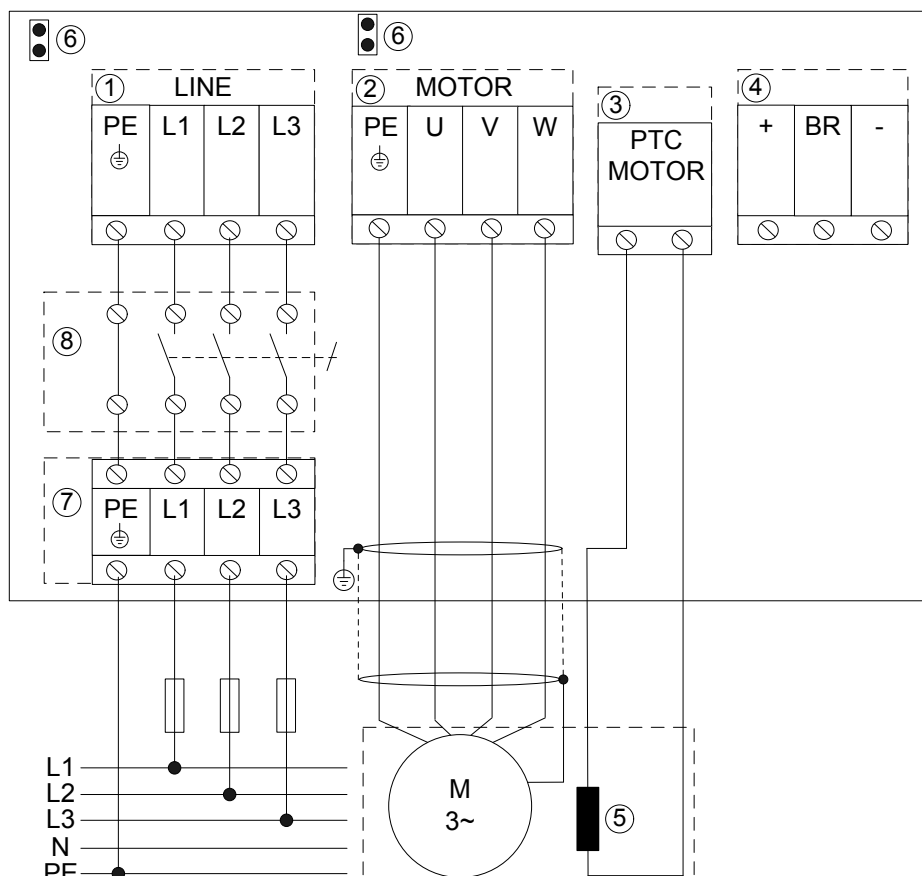 ⑥ ⑥
① LINE
PE L1 L2 L3
② MOTOR
PE U V W
③
PTC
MOTOR
④
+ BR -
⑧
⑦
PE L1 L2 L3
L1
L2
L3
N
PE
M
3~
⑤